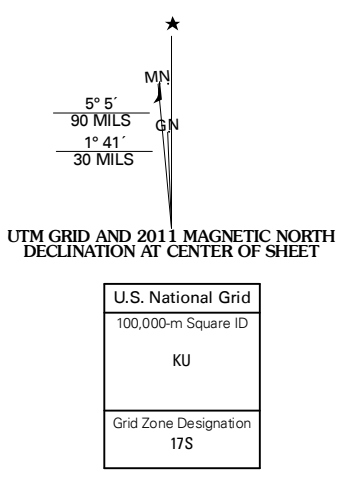 MN
GN
5° 5´
90 MILS
1° 41´
30 MILS
UTM GRID AND 2011 MAGNETIC NORTH
DECLINATION AT CENTER OF SHEET
U.S. National Grid
100,000-m Square ID
KU
Grid Zone Designation
17S